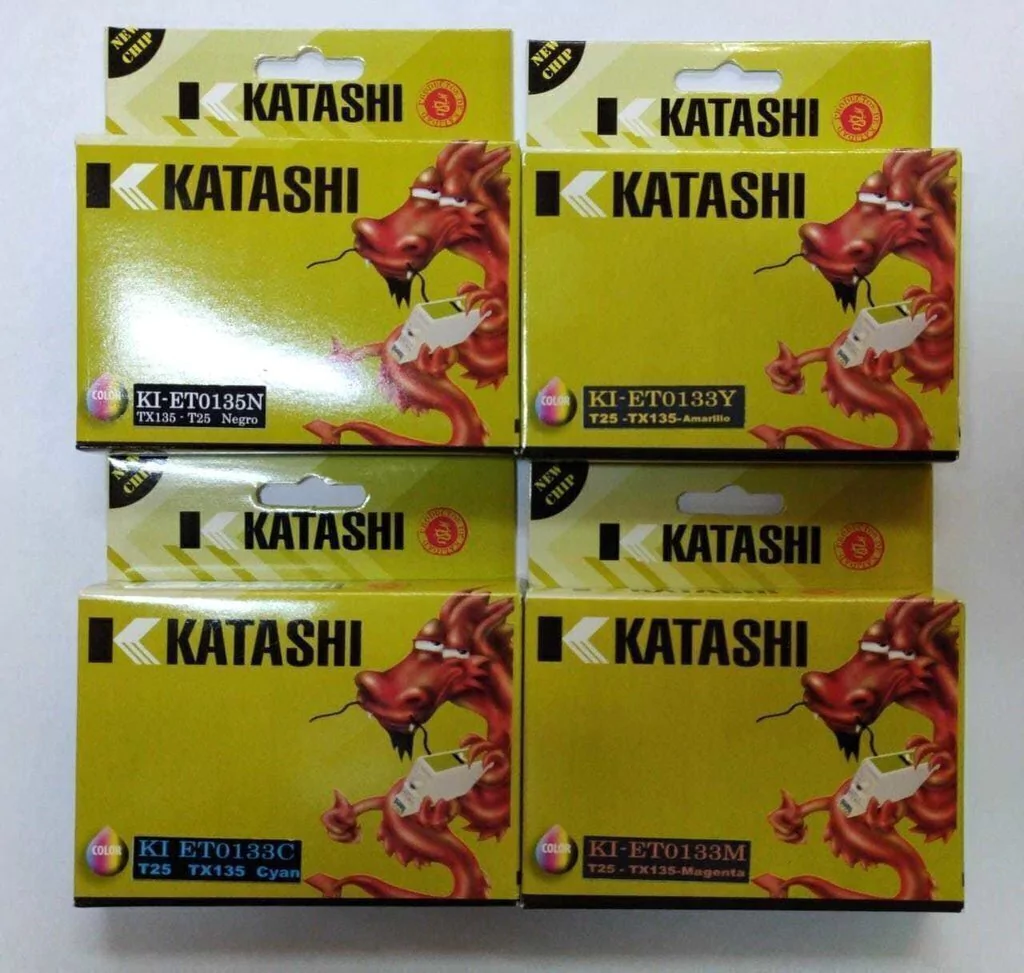 NEW CHIP
KATASHI
KATASHI
COLOR
KI-ET0135N
TX135 - T25 Negro
NEW CHIP
KATASHI
KATASHI
COLOR
KI-ET0133Y
T25 -TX135-Amarillo
NEW CHIP
KATASHI
KATASHI
COLOR
KI ET0133C
T25 TX135 Cyan
NEW CHIP
KATASHI
KATASHI
COLOR
KI-ET0133M
T25 - TX135-Magenta